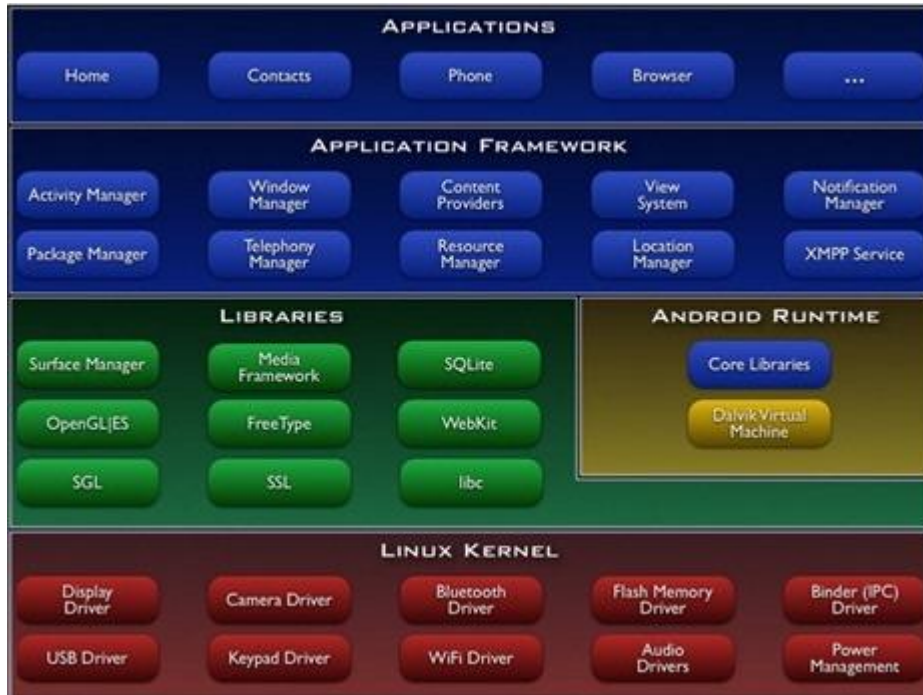 APPLICATIONS
Home
Contacts
Phone
Browser
...
APPLICATION FRAMEWORK
Activity Manager
Window
Manager
Content
Providers
View
System
Notification
Manager
Package Manager
Telephony
Manager
Resource
Manager
Location
Manager
XMPP Service
LIBRARIES
Surface Manager
Media
Framework
SQLite
OpenGL|ES
FreeType
WebKit
SGL
SSL
libc
ANDROID RUNTIME
Core Libraries
Dalvik Virtual
Machine
LINUX KERNEL
Display
Driver
Camera Driver
Bluetooth
Driver
Flash Memory
Driver
Binder (IPC)
Driver
USB Driver
Keypad Driver
WiFi Driver
Audio
Drivers
Power
Management